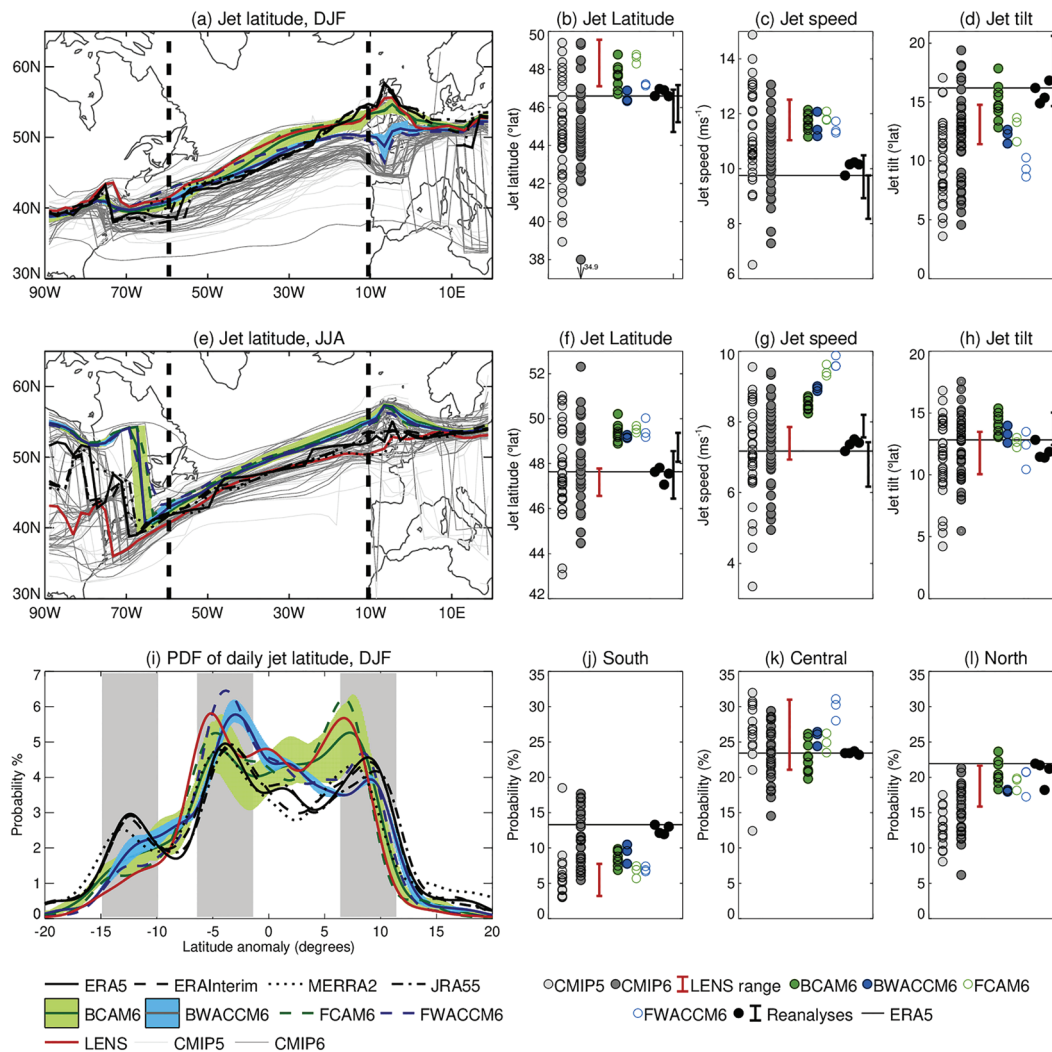 (a) Jet latitude, DJF
60N
50N
40N
30N
90W 70W 50W 30W 10W 10E
(b) Jet Latitude
Jet latitude (°lat)
50
48
46
44
42
40
38
34.9
(c) Jet speed
Jet speed (ms⁻¹)
14
12
10
8
6
(d) Jet tilt
Jet tilt (°lat)
20
15
10
5
0
(e) Jet latitude, JJA
60N
50N
40N
30N
90W 70W 50W 30W 10W 10E
(f) Jet Latitude
Jet latitude (°lat)
52
50
48
46
44
42
(g) Jet speed
Jet speed (ms⁻¹)
10
8
6
4
(h) Jet tilt
Jet tilt (°lat)
20
15
10
5
0
(i) PDF of daily jet latitude, DJF
Probability %
7
6
5
4
3
2
1
0
-20 -15 -10 -5 0 5 10 15 20
Latitude anomaly (degrees)
(j) South
Probability (%)
35
30
25
20
15
10
5
0
(k) Central
Probability (%)
35
30
25
20
15
10
5
0
(l) North
Probability (%)
35
30
25
20
15
10
5
0
ERA5 ERAInterim MERRA2 JRA55
BCAM6 BWACCM6 FCAM6 FWACCM6
LENS CMIP5 CMIP6
CMIP5 CMIP6 LENS range BCAM6 BWACCM6 FCAM6
FWACCM6 Reanalyses ERA5